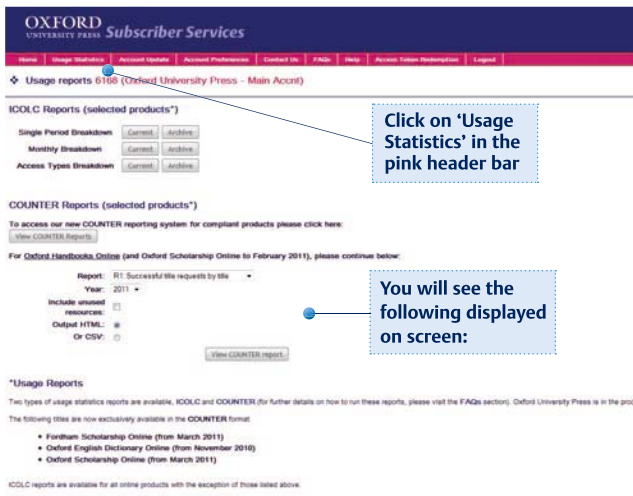 OXFORD
UNIVERSITY PRESS Subscriber Services
Home Usage Statistics Account Update Account Preferences Contact Us FAQs Help Access Token Redemption Logout
❖ Usage reports 6168 (Oxford University Press - Main Accnt)
ICOLC Reports (selected products*)
Single Period Breakdown Current Archive
Monthly Breakdown Current Archive
Access Types Breakdown Current Archive
Click on ‘Usage
Statistics’ in the
pink header bar
COUNTER Reports (selected products*)
To access our new COUNTER reporting system for compliant products please click here:
View COUNTER Reports
For Oxford Handbooks Online (and Oxford Scholarship Online to February 2011), please continue below:
Report: R1: Successful title requests by title
Year: 2011
Include unused
resources:
Output HTML:
Or CSV:
View COUNTER report
You will see the
following displayed
on screen:
*Usage Reports
Two types of usage statistics reports are available, ICOLC and COUNTER (for further details on how to run these reports, please visit the FAQs section). Oxford University Press is in the proc
The following titles are now exclusively available in the COUNTER format
• Fordham Scholarship Online (from March 2011)
• Oxford English Dictionary Online (from November 2010)
• Oxford Scholarship Online (from March 2011)
ICOLC reports are available for all online products with the exception of those listed above.